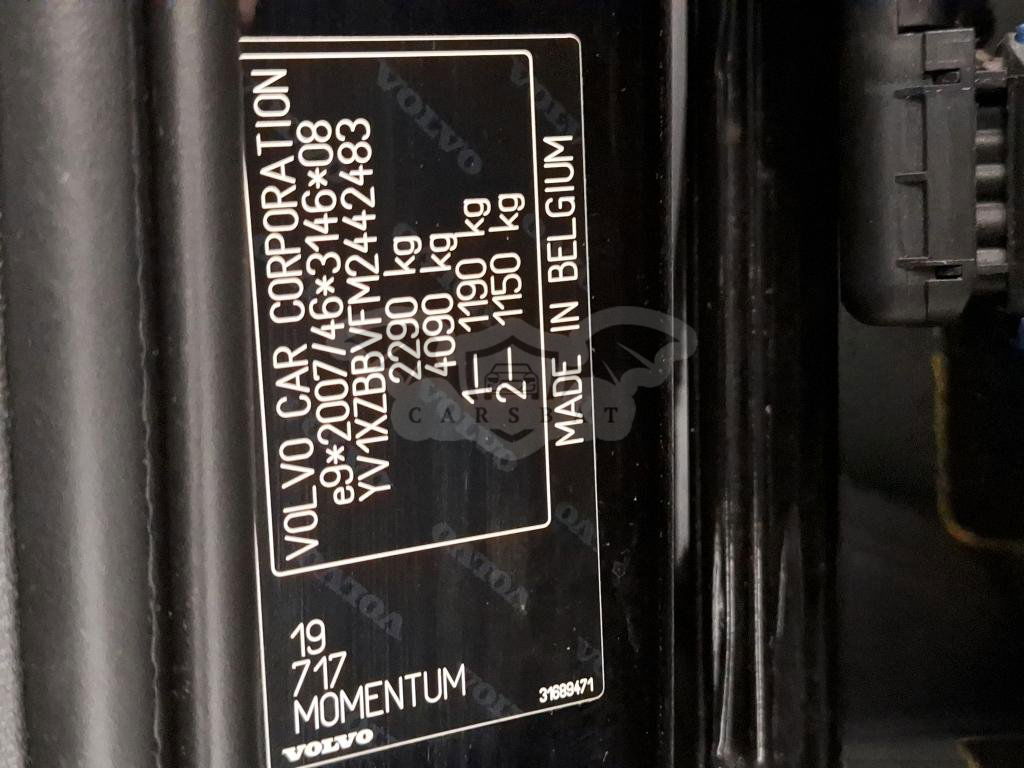 VOLVO CAR CORPORATION
e9*2007/46*3146*08
YV1XZBBVFM2442483
2290 kg
4090 kg
1— 1190 kg
2— 1150 kg
MADE IN BELGIUM
19
717
MOMENTUM
VOLVO
31689471
CARSBAT